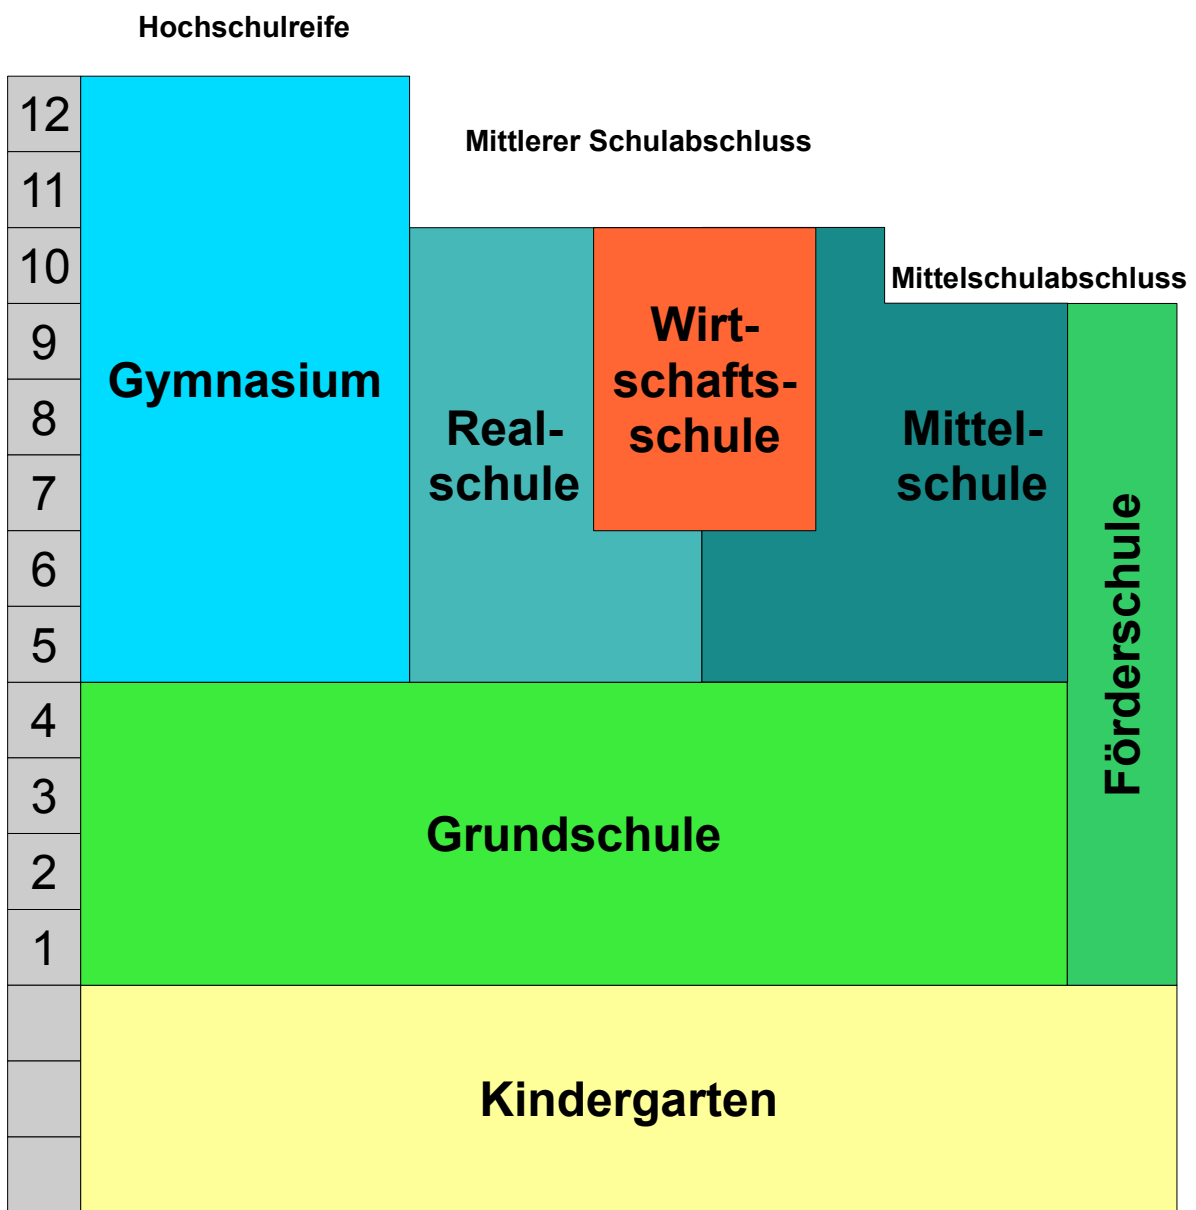 Hochschulreife
12
Mittlerer Schulabschluss
11
10
Mittelschulabschluss
9
Wirt-
schafts-
schule
Gymnasium
8
Real-
schule
Mittel-
schule
7
6
5
Förderschule
4
3
Grundschule
2
1
Kindergarten